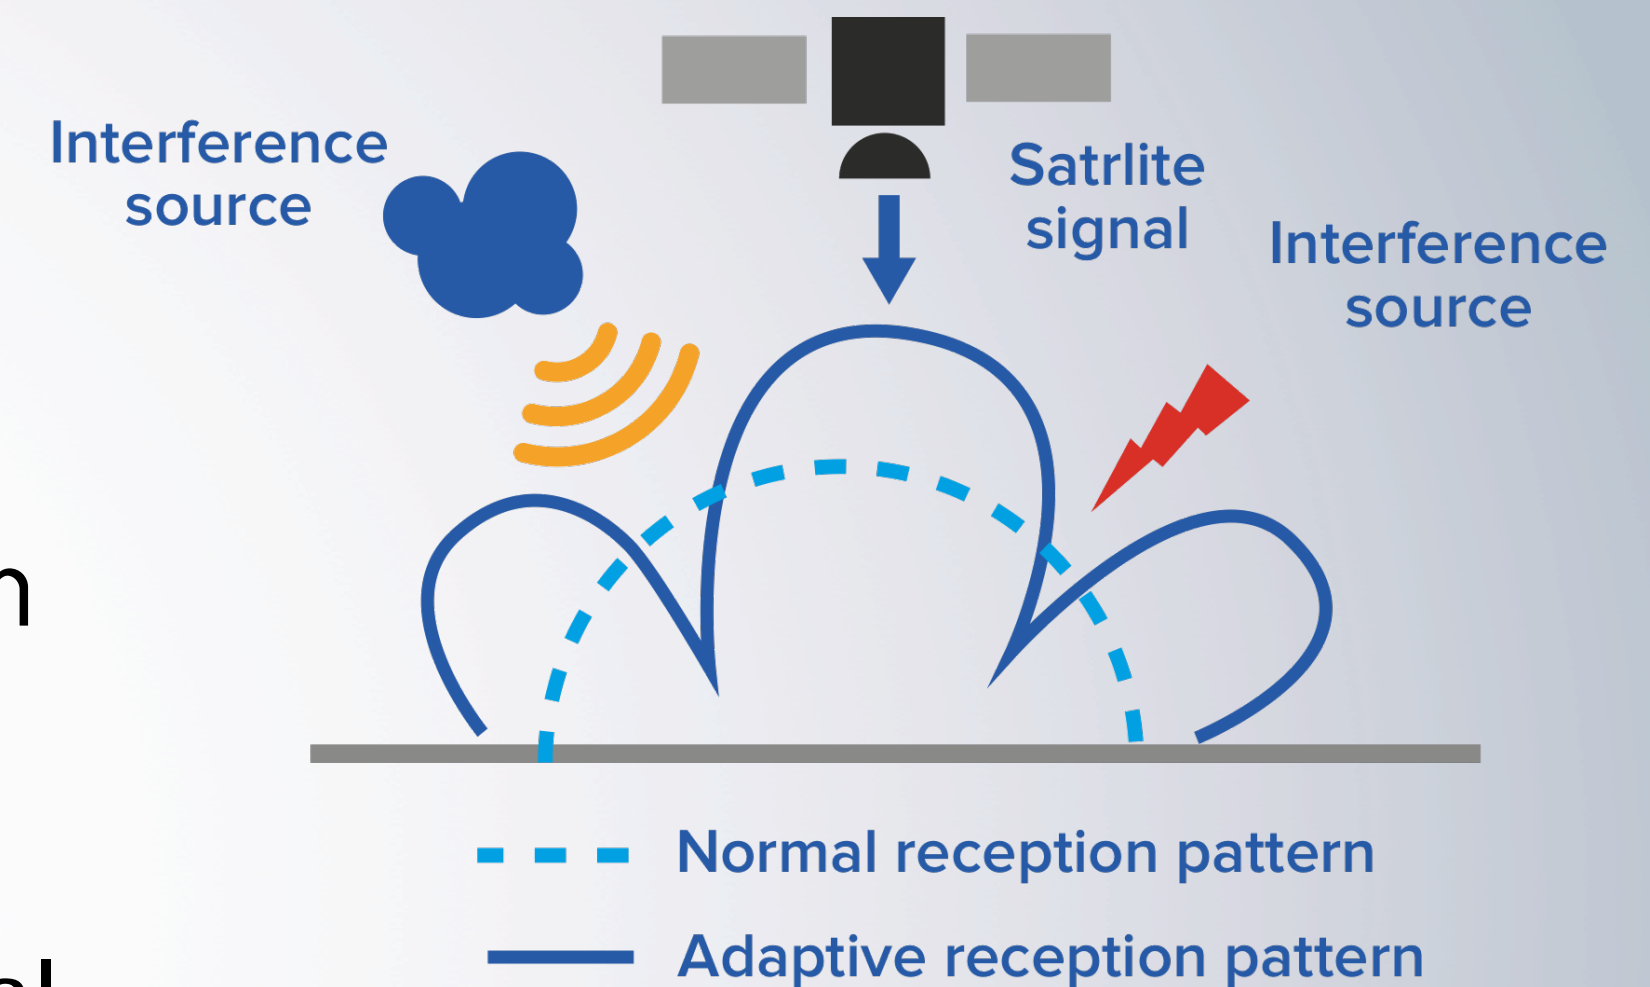 Interference
source
Satrlite
signal
Interference
source
Normal reception pattern
Adaptive reception pattern